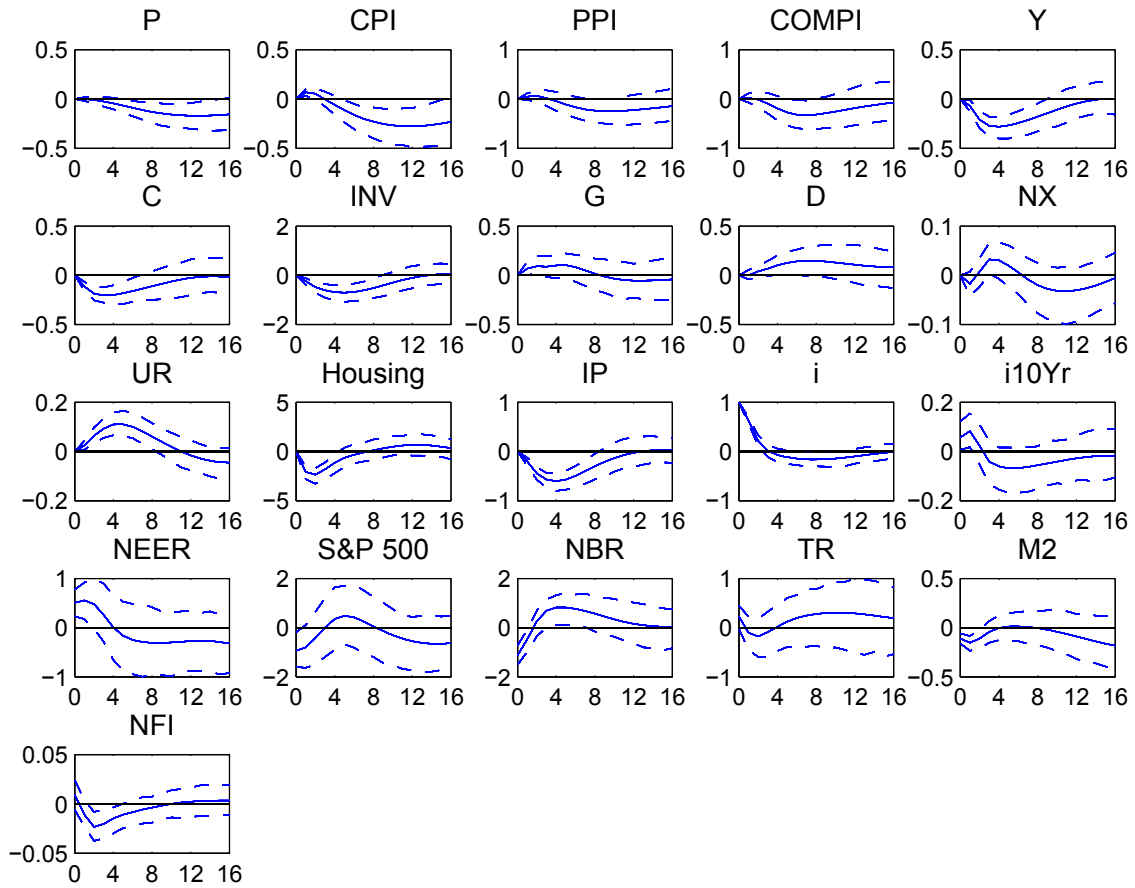 P CPI PPI COMPI Y
0.5 0.5 1 1 0.5
0 0 0 0 0
−0.5 −0.5 −1 −1 −0.5
0 4 8 12 16 0 4 8 12 16 0 4 8 12 16 0 4 8 12 16 0 4 8 12 16
C INV G D NX
0.5 2 0.5 0.5 0.1
0 0 0 0 0
−0.5 −2 −0.5 −0.5 −0.1
0 4 8 12 16 0 4 8 12 16 0 4 8 12 16 0 4 8 12 16 0 4 8 12 16
UR Housing IP i i10Yr
0.2 5 1 1 0.2
0 0 0 0 0
−0.2 −5 −1 −1 −0.2
0 4 8 12 16 0 4 8 12 16 0 4 8 12 16 0 4 8 12 16 0 4 8 12 16
NEER S&P 500 NBR TR M2
1 2 2 1 0.5
0 0 0 0 0
−1 −2 −2 −1 −0.5
0 4 8 12 16 0 4 8 12 16 0 4 8 12 16 0 4 8 12 16 0 4 8 12 16
NFI
0.05
0
−0.05
0 4 8 12 16